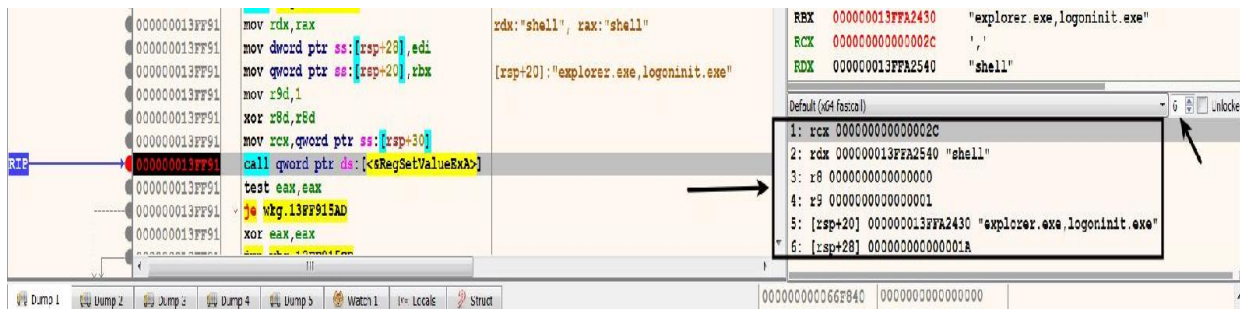 000000013FF91 mov rdx,rax rdx:"shell", rax:"shell"
000000013FF91 mov dword ptr ss:[rsp+28],edi
000000013FF91 mov qword ptr ss:[rsp+20],rbx [rsp+20]:"explorer.exe,logoninit.exe"
000000013FF91 mov r9d,1
000000013FF91 xor r8d,r8d
000000013FF91 mov rcx,qword ptr ss:[rsp+30]
RIP 000000013FF91 call qword ptr ds:[<&RegSetValueExA>]
000000013FF91 test eax,eax
000000013FF91 je wkg.13FF915AD
000000013FF91 xor eax,eax
RBX 000000013FFA2430 "explorer.exe,logoninit.exe"
RCX 000000000000002C ','
RDX 000000013FFA2540 "shell"
Default (x64 fastcall) 6 Unlocke
1: rcx 000000000000002C
2: rdx 000000013FFA2540 "shell"
3: r8 0000000000000000
4: r9 0000000000000001
5: [rsp+20] 000000013FFA2430 "explorer.exe,logoninit.exe"
6: [rsp+28] 000000000000001A
Dump 1 Dump 2 Dump 3 Dump 4 Dump 5 Watch 1 Locals Struct
000000000066F840 0000000000000000